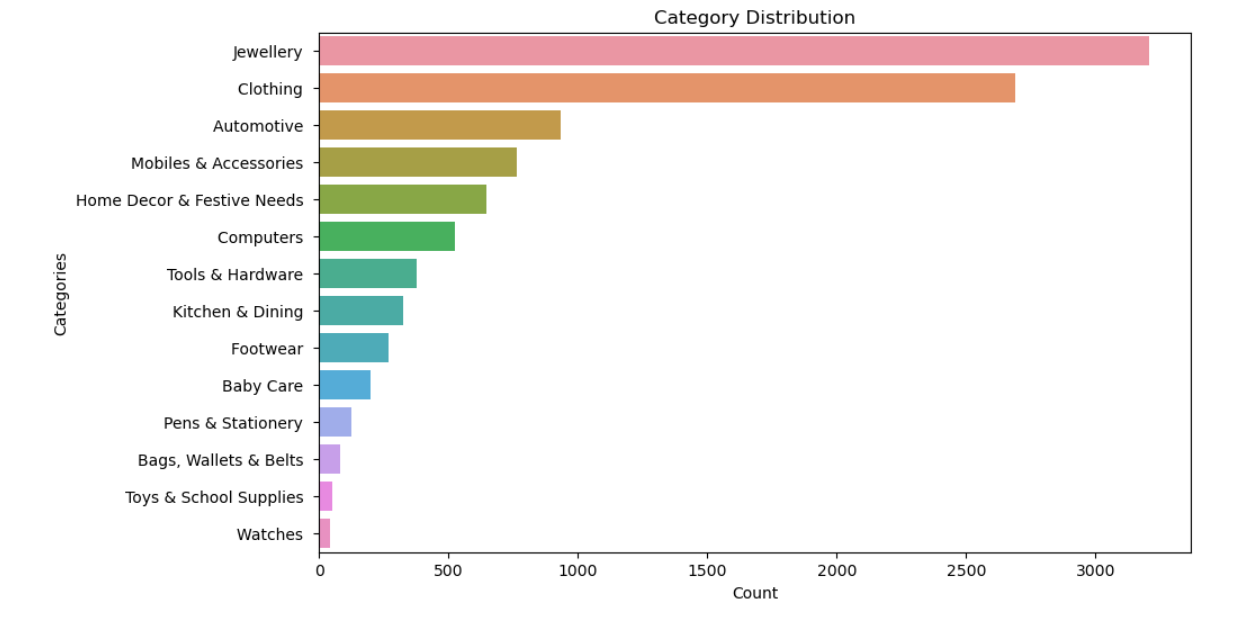 Category Distribution
Jewellery
Clothing
Automotive
Mobiles & Accessories
Home Decor & Festive Needs
Computers
Tools & Hardware
Kitchen & Dining
Footwear
Baby Care
Pens & Stationery
Bags, Wallets & Belts
Toys & School Supplies
Watches
Categories
0 500 1000 1500 2000 2500 3000
Count